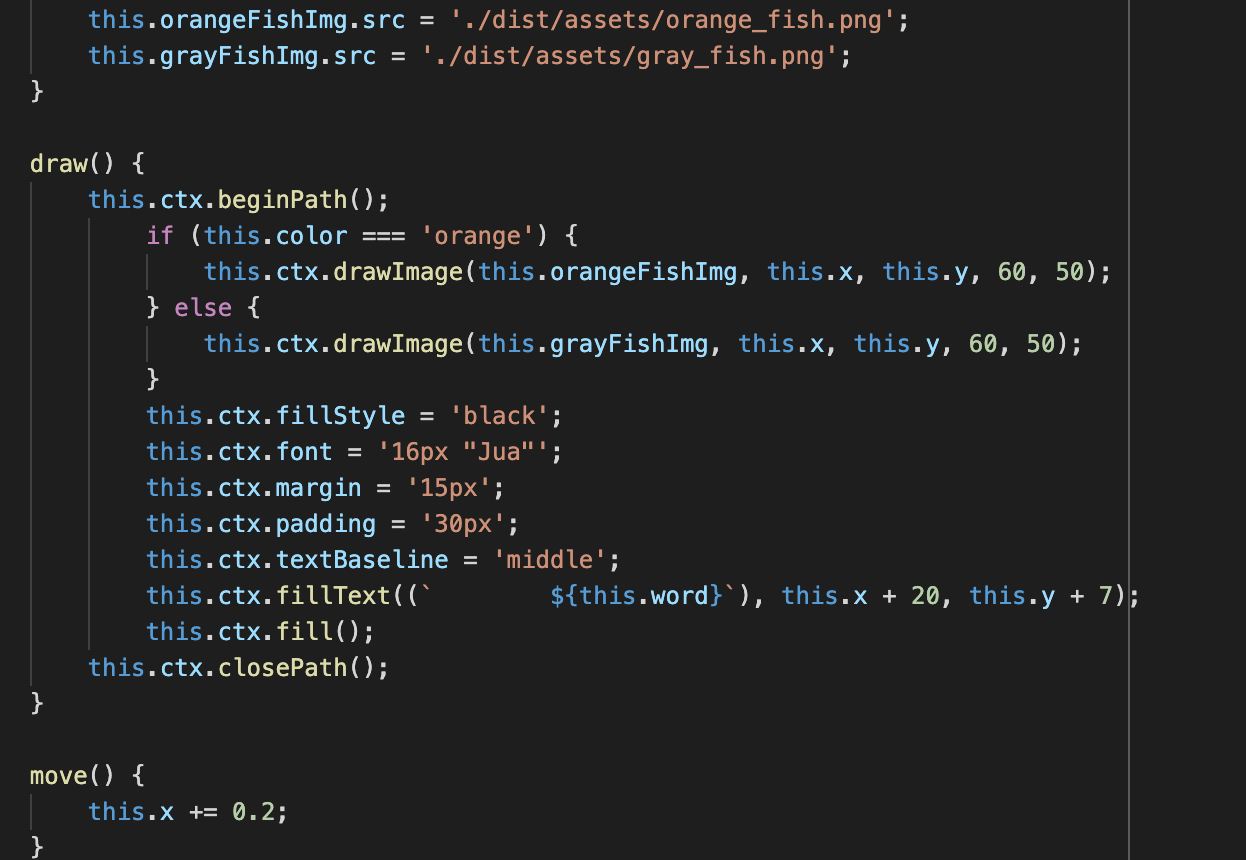 this.orangeFishImg.src = './dist/assets/orange_fish.png';
    this.grayFishImg.src = './dist/assets/gray_fish.png';
}

draw() {
    this.ctx.beginPath();
        if (this.color === 'orange') {
            this.ctx.drawImage(this.orangeFishImg, this.x, this.y, 60, 50);
        } else {
            this.ctx.drawImage(this.grayFishImg, this.x, this.y, 60, 50);
        }
        this.ctx.fillStyle = 'black';
        this.ctx.font = '16px "Jua"';
        this.ctx.margin = '15px';
        this.ctx.padding = '30px';
        this.ctx.textBaseline = 'middle';
        this.ctx.fillText((`        ${this.word}`), this.x + 20, this.y + 7);
        this.ctx.fill();
    this.ctx.closePath();
}

move() {
    this.x += 0.2;
}